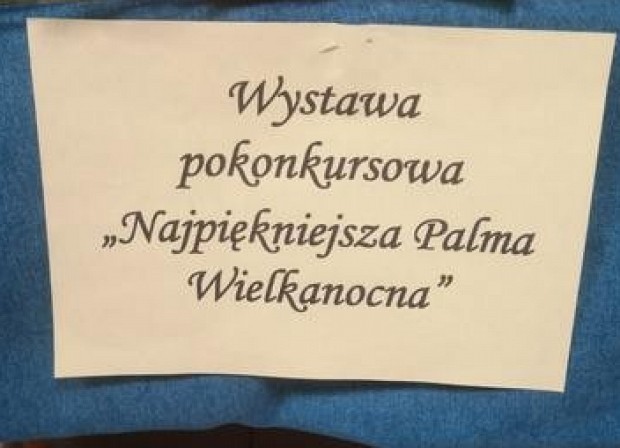 Wystawa
pokonkursowa
„Najpiękniejsza Palma
Wielkanocna”